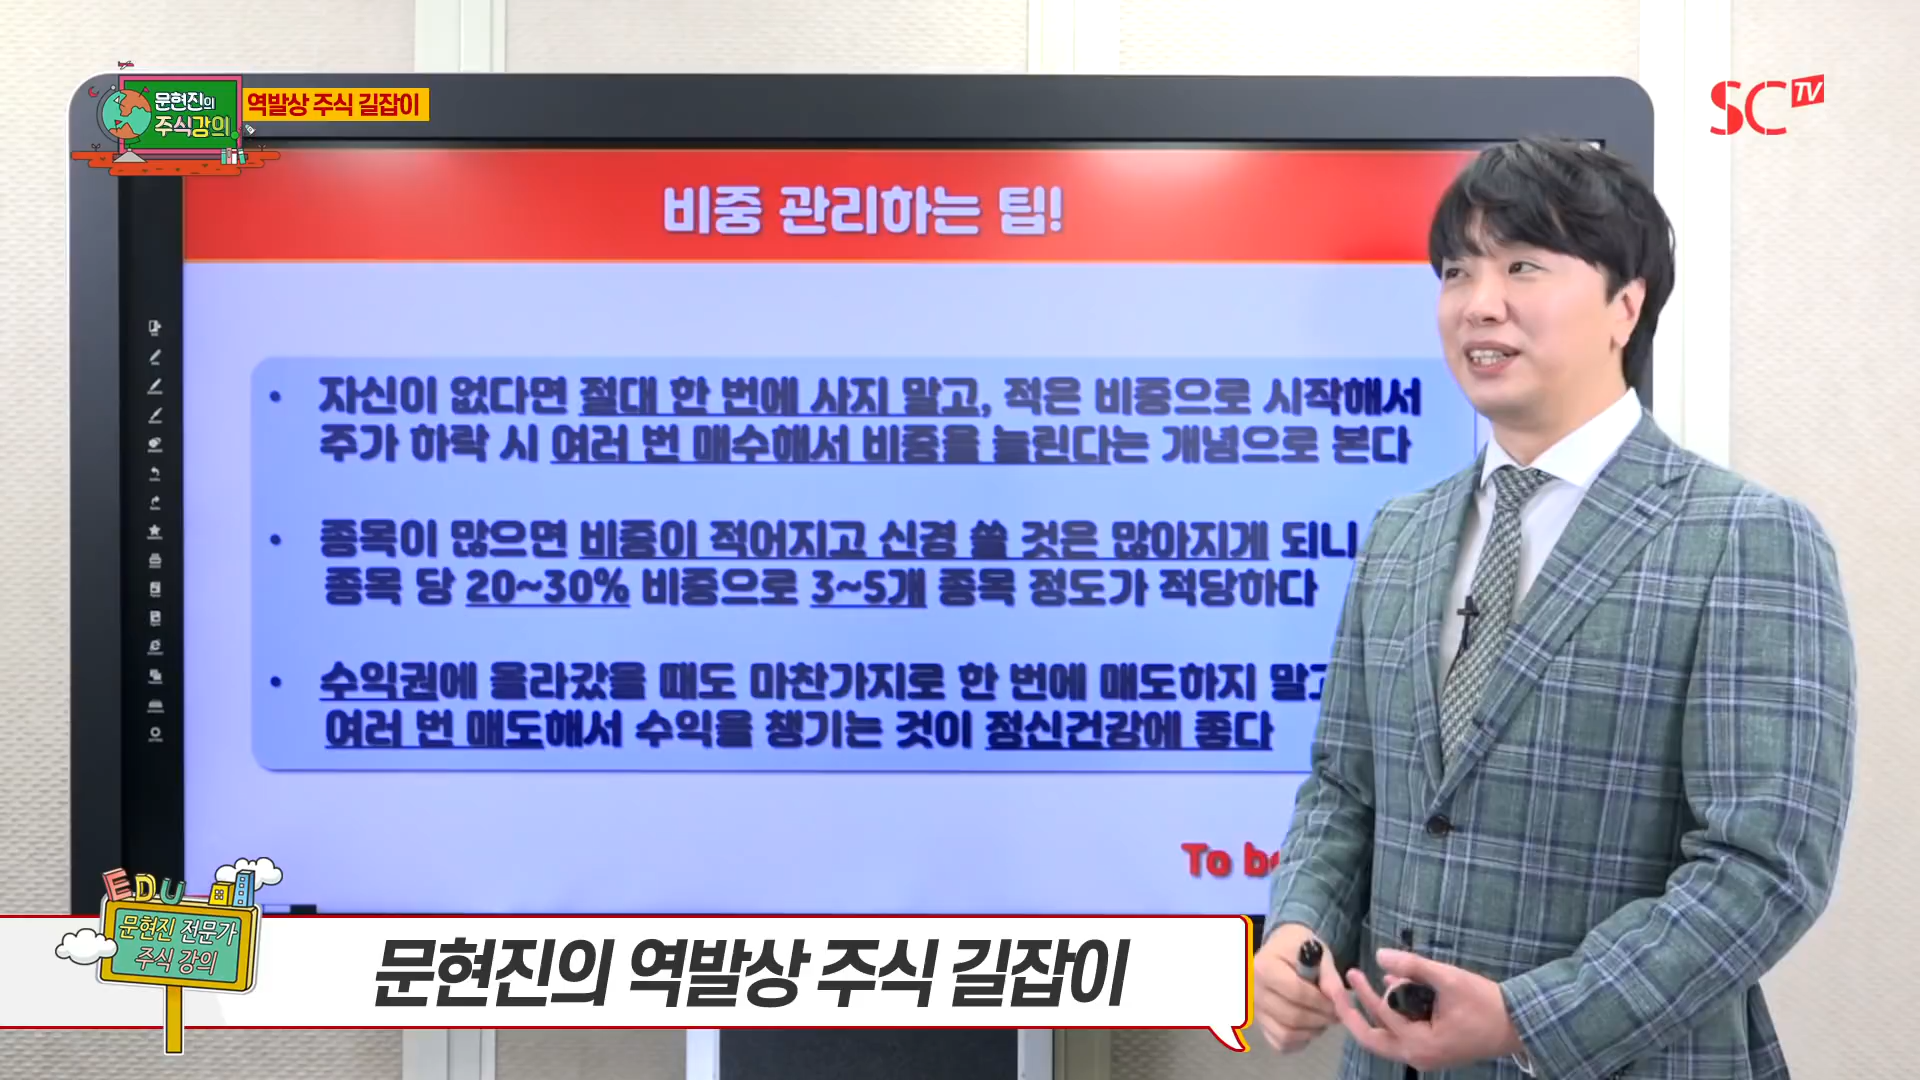 문현진의
주식강의
역발상 주식 길잡이
SC TV
비중 관리하는 팁!
• 자신이 없다면 절대 한 번에 사지 말고, 적은 비중으로 시작해서
주가 하락 시 여러 번 매수해서 비중을 늘린다는 개념으로 본다
• 종목이 많으면 비중이 적어지고 신경 쓸 것은 많아지게 되니
종목 당 20~30% 비중으로 3~5개 종목 정도가 적당하다
• 수익권에 올라갔을 때도 마찬가지로 한 번에 매도하지 말고
여러 번 매도해서 수익을 챙기는 것이 정신건강에 좋다
To be
EDU
문현진 전문가
주식 강의
문현진의 역발상 주식 길잡이